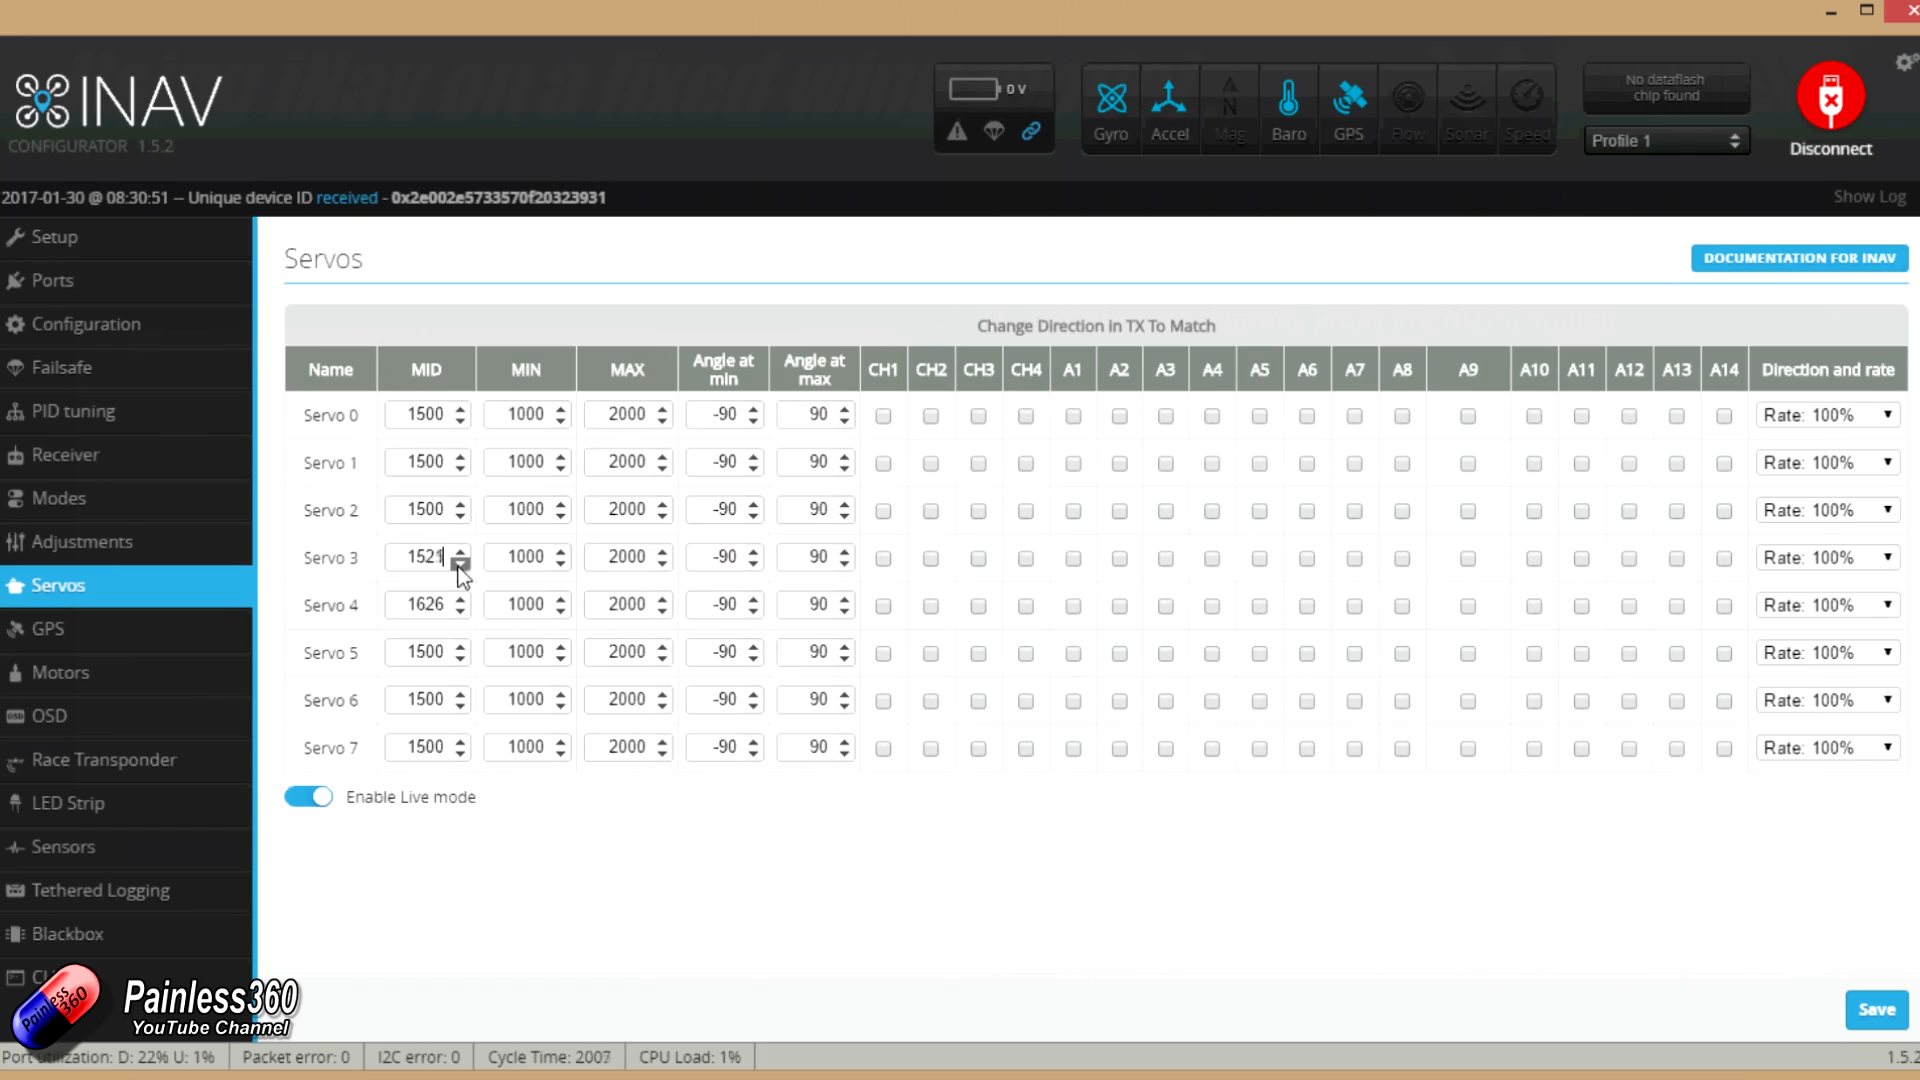 INAV
CONFIGURATOR 1.5.2
0 V
Gyro Accel Mag Baro GPS Flow Sonar Speed
No dataflash
chip found
Profile 1
Disconnect
2017-01-30 @ 08:30:51 -- Unique device ID received - 0x2e002e5733570f20323931
Show Log
Setup
Ports
Configuration
Failsafe
PID tuning
Receiver
Modes
Adjustments
Servos
GPS
Motors
OSD
Race Transponder
LED Strip
Sensors
Tethered Logging
Blackbox
Servos
DOCUMENTATION FOR INAV
Change Direction in TX To Match
Name MID MIN MAX Angle at min Angle at max CH1 CH2 CH3 CH4 A1 A2 A3 A4 A5 A6 A7 A8 A9 A10 A11 A12 A13 A14 Direction and rate
Servo 0 1500 1000 2000 -90 90 Rate: 100%
Servo 1 1500 1000 2000 -90 90 Rate: 100%
Servo 2 1500 1000 2000 -90 90 Rate: 100%
Servo 3 1521 1000 2000 -90 90 Rate: 100%
Servo 4 1626 1000 2000 -90 90 Rate: 100%
Servo 5 1500 1000 2000 -90 90 Rate: 100%
Servo 6 1500 1000 2000 -90 90 Rate: 100%
Servo 7 1500 1000 2000 -90 90 Rate: 100%
Enable Live mode
Save
Painless360
Painless360
YouTube Channel
Port utilization: D: 22% U: 1% Packet error: 0 I2C error: 0 Cycle Time: 2007 CPU Load: 1% 1.5.2